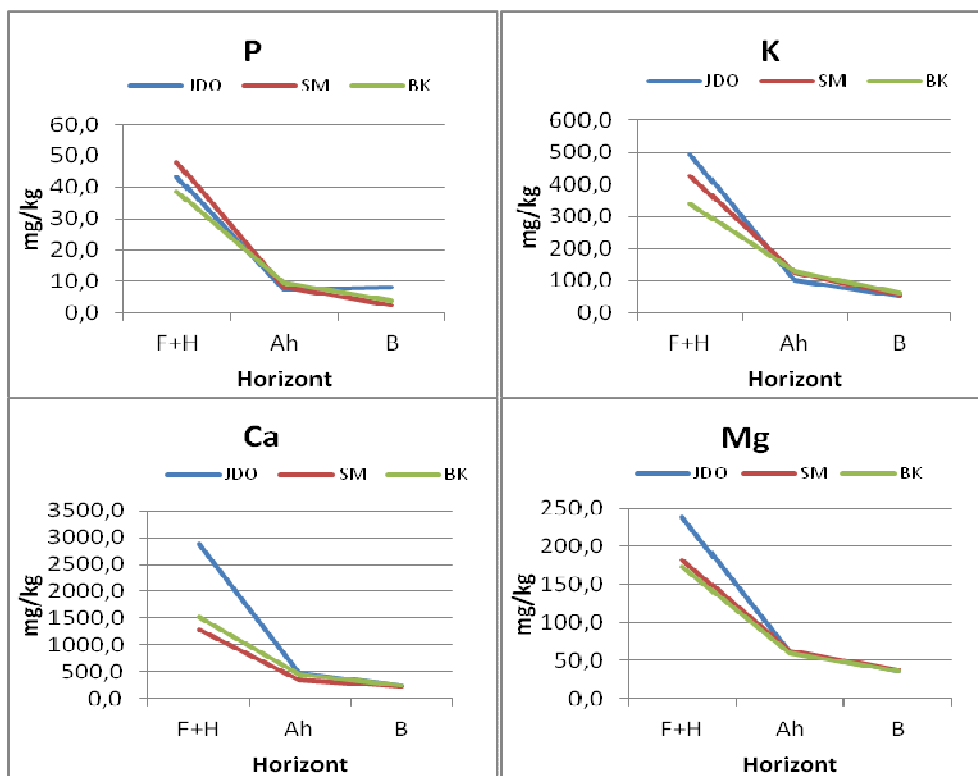 P
JDO SM BK
60,0
50,0
40,0
30,0
20,0
10,0
0,0
mg/kg
F+H Ah B
Horizont
K
JDO SM BK
600,0
500,0
400,0
300,0
200,0
100,0
0,0
mg/kg
F+H Ah B
Horizont
Ca
JDO SM BK
3500,0
3000,0
2500,0
2000,0
1500,0
1000,0
500,0
0,0
mg/kg
F+H Ah B
Horizont
Mg
JDO SM BK
250,0
200,0
150,0
100,0
50,0
0,0
mg/kg
F+H Ah B
Horizont